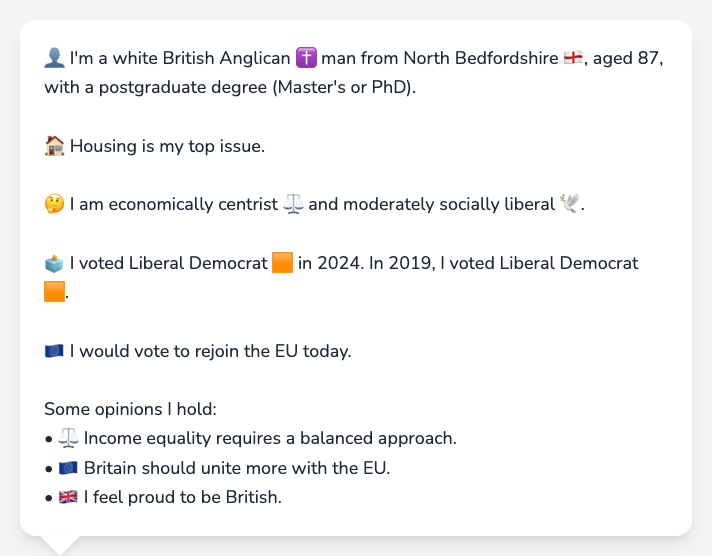 👤 I'm a white British Anglican ✝️ man from North Bedfordshire 🏴󠁧󠁢󠁥󠁮󠁧󠁿, aged 87,
with a postgraduate degree (Master's or PhD).
🏠 Housing is my top issue.
🤔 I am economically centrist ⚖️ and moderately socially liberal 🕊️.
🗳️ I voted Liberal Democrat 🟧 in 2024. In 2019, I voted Liberal Democrat
🟧.
🇪🇺 I would vote to rejoin the EU today.
Some opinions I hold:
• ⚖️ Income equality requires a balanced approach.
• 🇪🇺 Britain should unite more with the EU.
• 🇬🇧 I feel proud to be British.